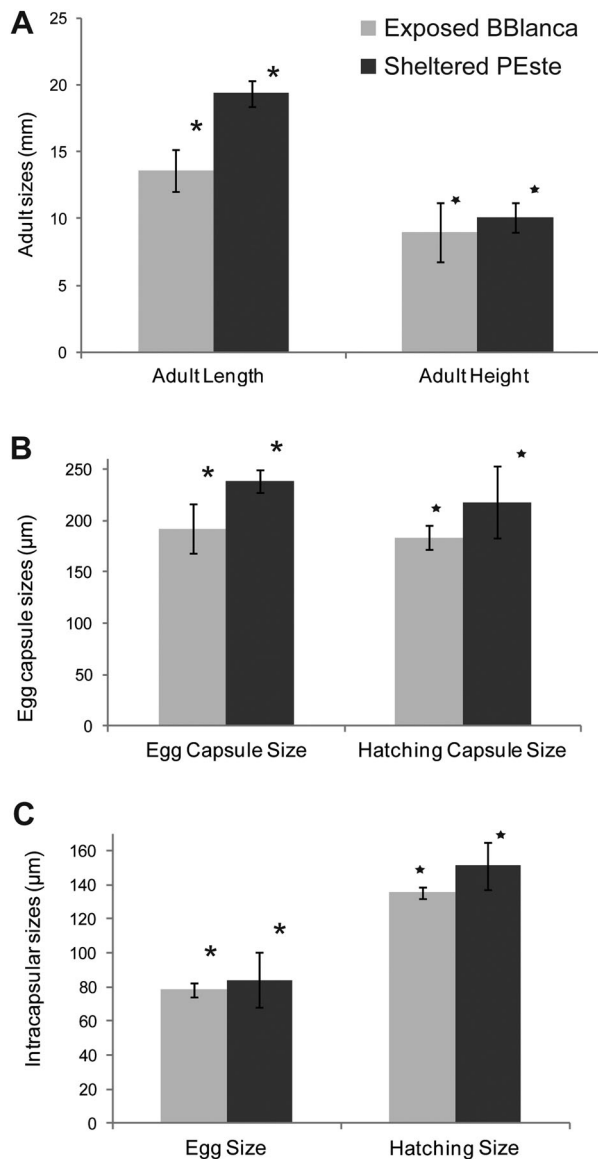 A
Exposed BBlanca
Sheltered PEste
Adult sizes (mm)
25
20
15
10
5
0
Adult Length Adult Height
B
Egg capsule sizes (µm)
250
200
150
100
50
0
Egg Capsule Size Hatching Capsule Size
C
Intracapsular sizes (µm)
160
140
120
100
80
60
40
20
0
Egg Size Hatching Size